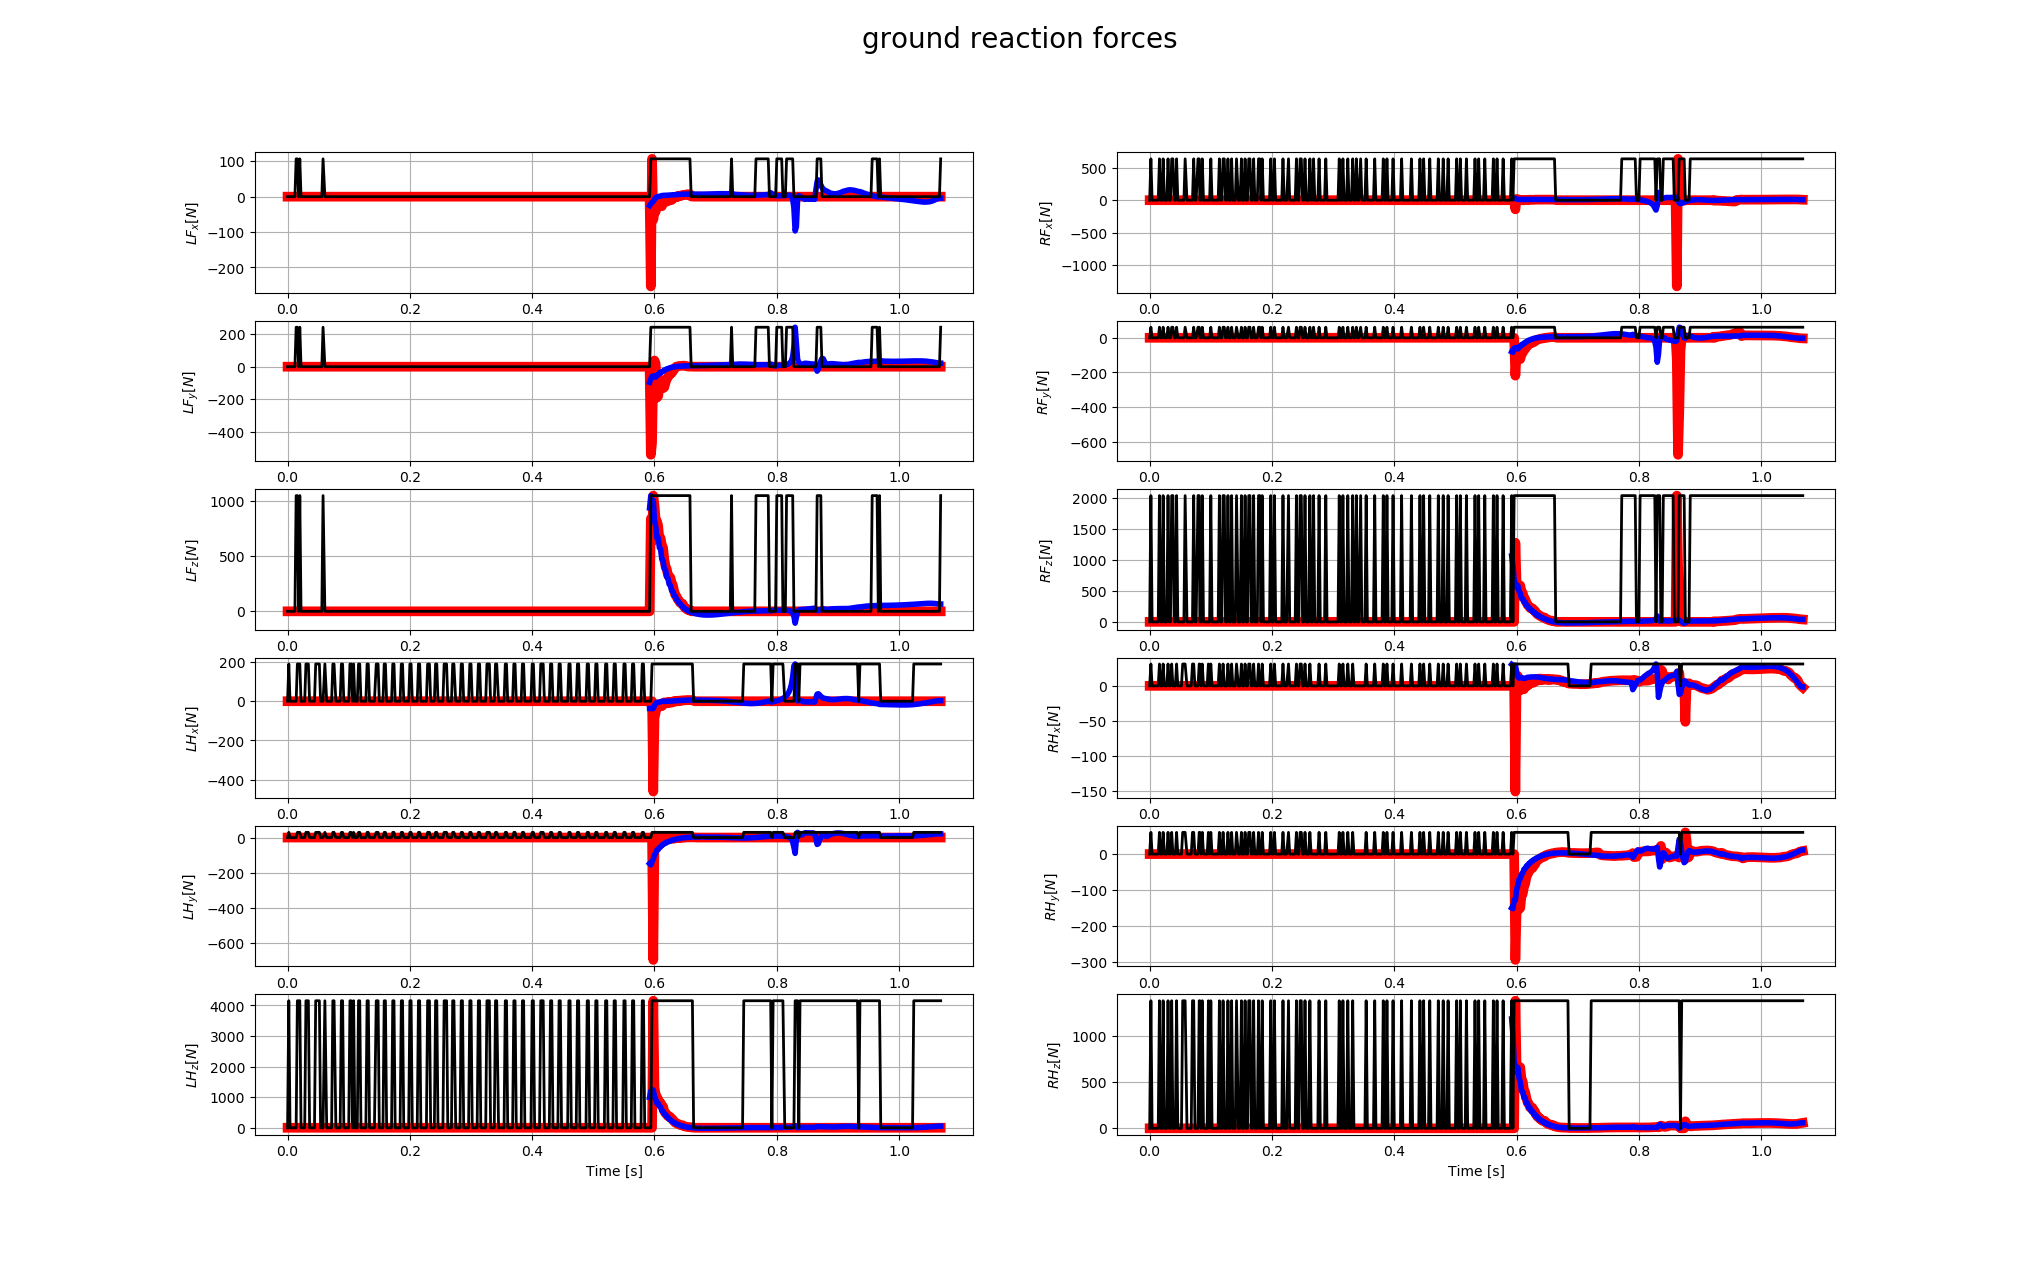 ground reaction forces
100
0
−100
−200
LF_x[N]
0.0 0.2 0.4 0.6 0.8 1.0
500
0
−500
−1000
RF_x[N]
0.0 0.2 0.4 0.6 0.8 1.0
200
0
−200
−400
LF_y[N]
0.0 0.2 0.4 0.6 0.8 1.0
0
−200
−400
−600
RF_y[N]
0.0 0.2 0.4 0.6 0.8 1.0
1000
500
0
LF_z[N]
0.0 0.2 0.4 0.6 0.8 1.0
2000
1500
1000
500
0
RF_z[N]
0.0 0.2 0.4 0.6 0.8 1.0
200
0
−200
−400
LH_x[N]
0.0 0.2 0.4 0.6 0.8 1.0
0
−50
−100
−150
RH_x[N]
0.0 0.2 0.4 0.6 0.8 1.0
0
−200
−400
−600
LH_y[N]
0.0 0.2 0.4 0.6 0.8 1.0
0
−100
−200
−300
RH_y[N]
0.0 0.2 0.4 0.6 0.8 1.0
4000
3000
2000
1000
0
LH_z[N]
0.0 0.2 0.4 0.6 0.8 1.0
Time [s]
1000
500
0
RH_z[N]
0.0 0.2 0.4 0.6 0.8 1.0
Time [s]